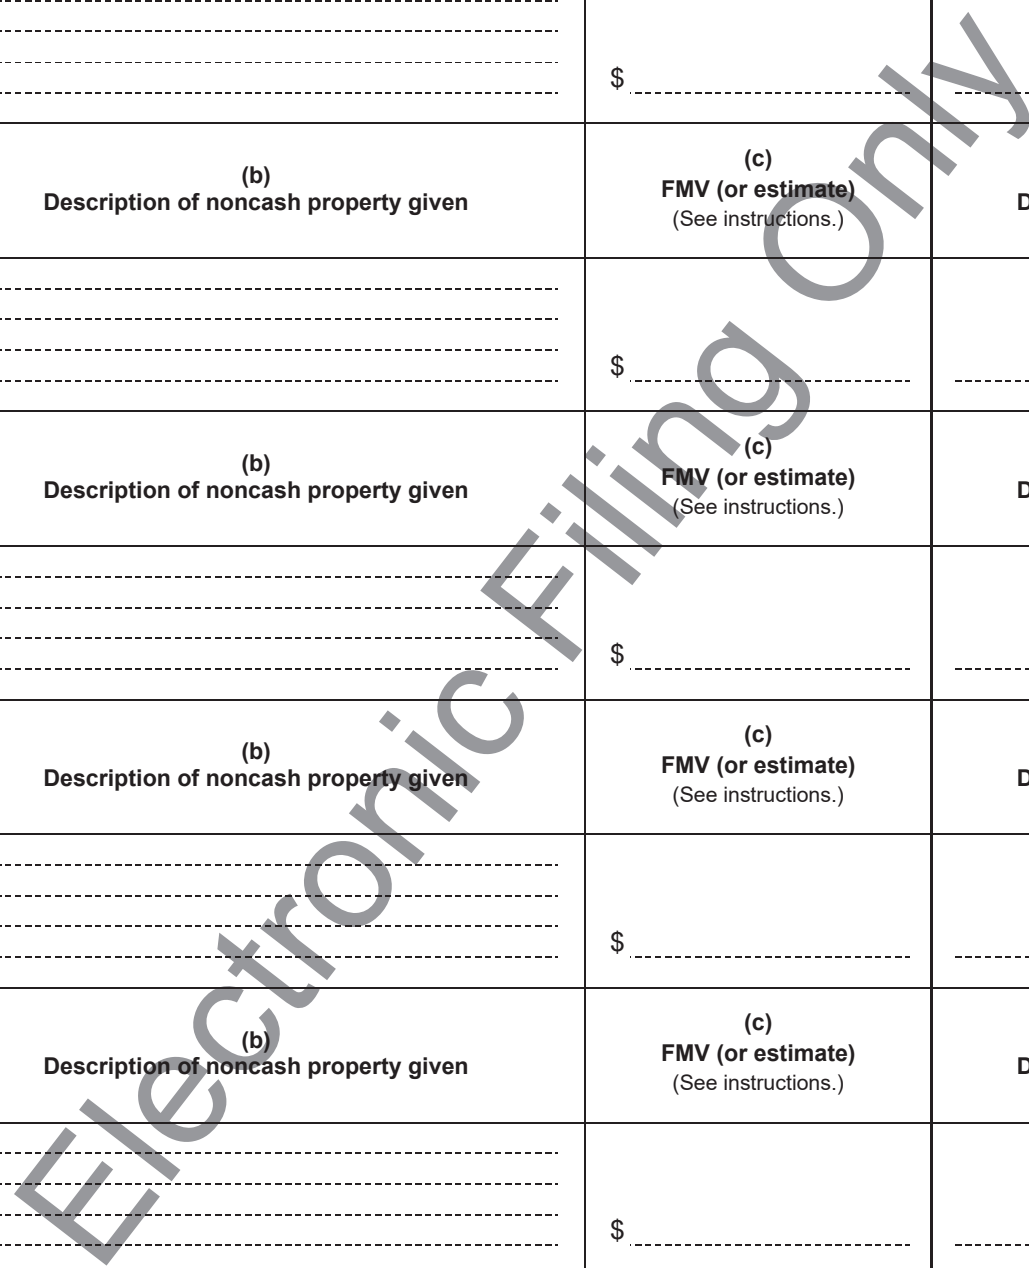 $
(b)
Description of noncash property given
(c)
FMV (or estimate)
(See instructions.)
D
$
(b)
Description of noncash property given
(c)
FMV (or estimate)
(See instructions.)
D
$
(b)
Description of noncash property given
(c)
FMV (or estimate)
(See instructions.)
D
$
(b)
Description of noncash property given
(c)
FMV (or estimate)
(See instructions.)
D
$
Electronic Filing Only